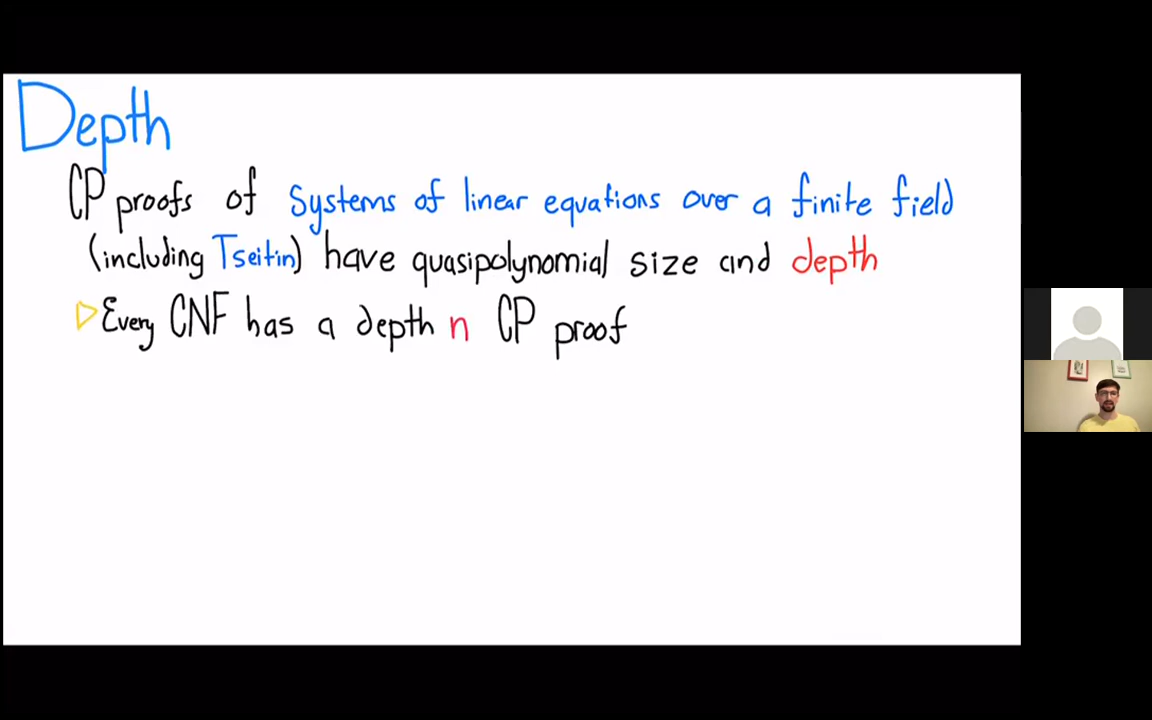 Depth
CP proofs of Systems of linear equations over a finite field
(including Tseitin) have quasipolynomial size and depth
Every CNF has a depth n CP proof